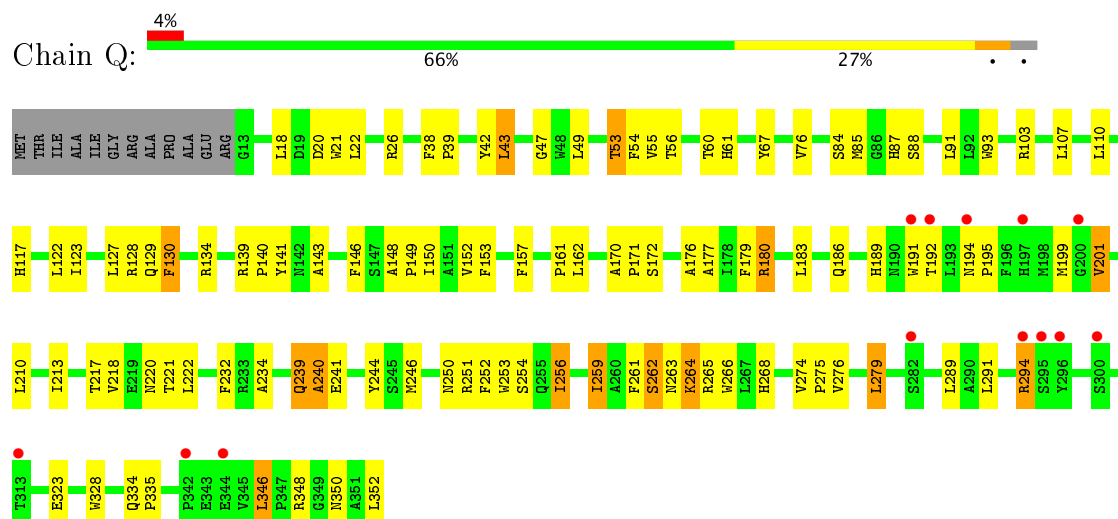 4%
Chain Q:
66% 27% • •
MET THR ILE ALA ILE GLY ARG ALA PRO ALA GLU ARG G13 L18 D19 D20 W21 L22 R26 F38 P39 Y42 L43 G47 W48 L49 T53 F54 V55 T56 T60 H61 Y67 V76 S84 M85 G86 H87 S88 L91 L92 W93 R103 L107 L110
H117 L122 I123 L127 R128 Q129 F130 R134 R139 P140 Y141 N142 A143 F146 S147 A148 P149 I150 A151 V152 F153 F157 P161 L162 A170 P171 S172 A176 A177 I178 F179 R180 L183 Q186 H189 N190 W191 T192 L193 N194 P195 F196 H197 M198 M199 G200 V201
L210 I213 T217 V218 E219 N220 T221 L222 F232 R233 A234 Q239 A240 E241 Y244 S245 M246 N250 R251 F252 W253 S254 Q255 I256 I259 A260 F261 S262 N263 K264 R265 W266 L267 H268 V274 P275 V276 L279 S282 L289 A290 L291 R294 S295 Y296 S300
T313 E323 W328 Q334 P335 P342 E343 E344 V345 L346 P347 R348 G349 N350 A351 L352